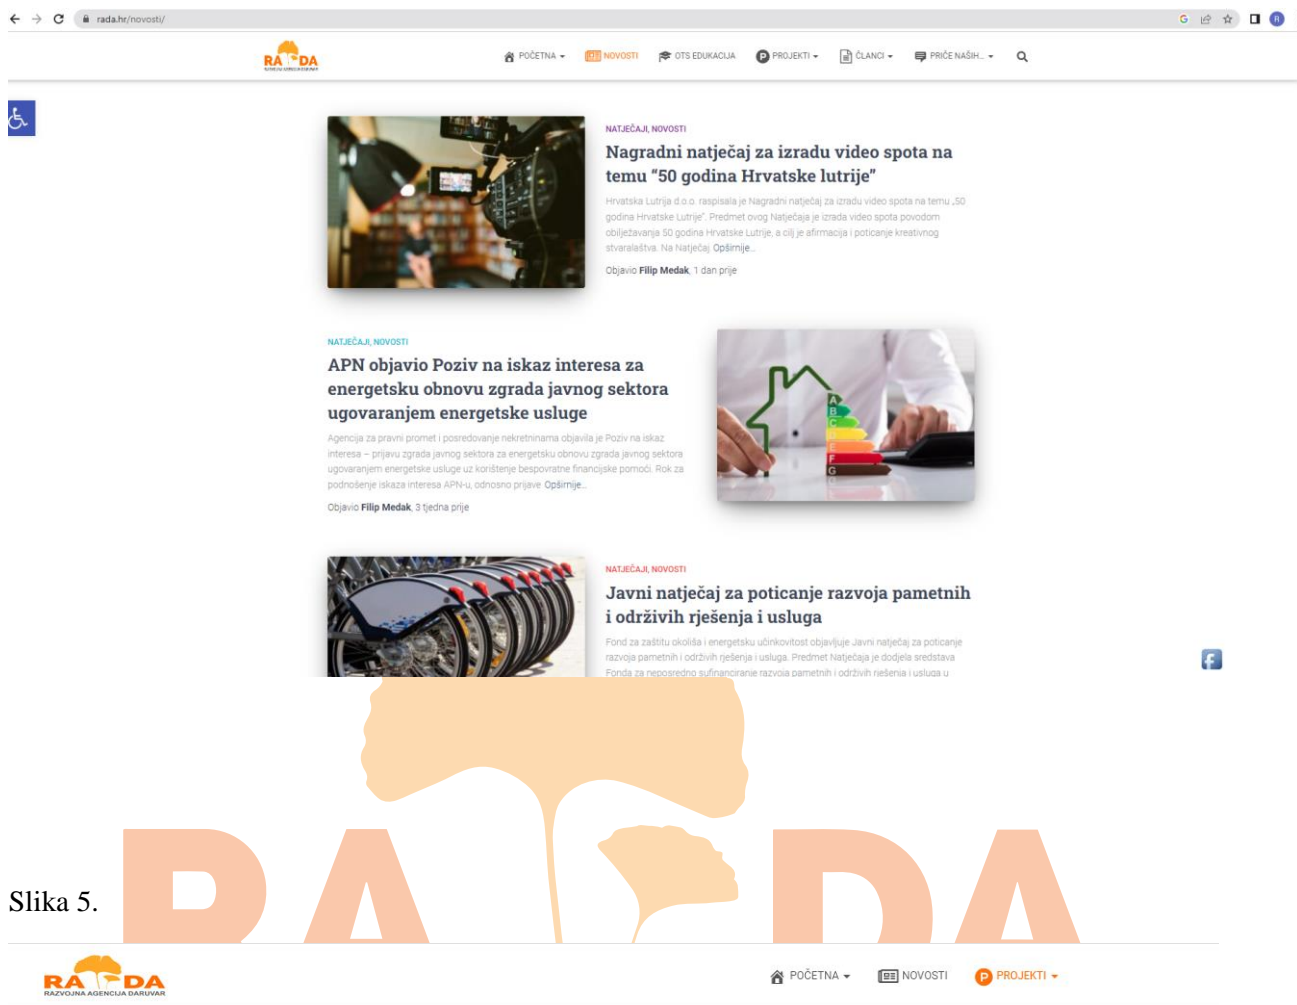 rada.hr/novosti/
RADA
POČETNA
NOVOSTI
OTS EDUKACIJA
PROJEKTI
ČLANCI
PRIČE NAŠIH...
NATJEČAJI, NOVOSTI
Nagradni natječaj za izradu video spota na
temu “50 godina Hrvatske lutrije”
Hrvatska Lutrija d.o.o. raspisala je Nagradni natječaj za izradu video spota na temu „50
godina Hrvatske Lutrije“. Predmet ovog Natječaja je izrada video spota povodom
obilježavanja 50 godina Hrvatske Lutrije, a cilj je afirmacija i poticanje kreativnog
stvaralaštva. Na Natječaj Opširnije…
Objavio Filip Medak, 1 dan prije
NATJEČAJI, NOVOSTI
APN objavio Poziv na iskaz interesa za
energetsku obnovu zgrada javnog sektora
ugovaranjem energetske usluge
Agencija za pravni promet i posredovanje nekretninama objavila je Poziv na iskaz
interesa – prijavu zgrada javnog sektora za energetsku obnovu zgrada javnog sektora
ugovaranjem energetske usluge uz korištenje bespovratne financijske pomoći. Rok za
podnošenje iskaza interesa APN-u, odnosno prijave Opširnije…
Objavio Filip Medak, 3 tjedna prije
A
B
C
D
E
F
G
NATJEČAJI, NOVOSTI
Javni natječaj za poticanje razvoja pametnih
i održivih rješenja i usluga
Fond za zaštitu okoliša i energetsku učinkovitost objavljuje Javni natječaj za poticanje
razvoja pametnih i održivih rješenja i usluga. Predmet Natječaja je dodjela sredstava
Fonda za neposredno sufinanciranje razvoja pametnih i održivih rješenja i usluga u
RADA
Slika 5.
RADA
RAZVOJNA AGENCIJA DARUVAR
POČETNA
NOVOSTI
PROJEKTI